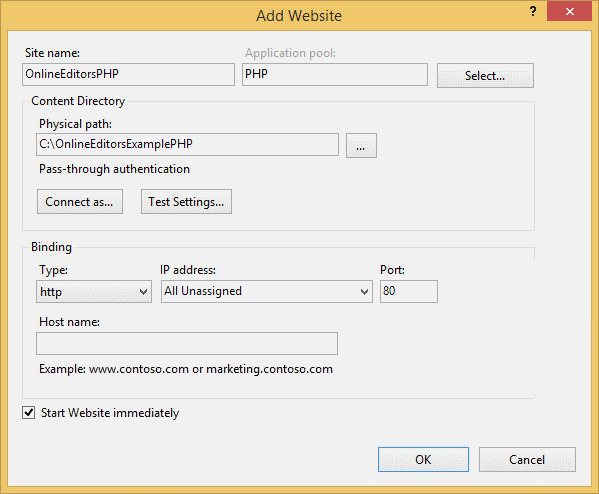 Add Website
?
Site name:
Application pool:
OnlineEditorsPHP
PHP
Select...
Content Directory
Physical path:
C:\OnlineEditorsExamplePHP
...
Pass-through authentication
Connect as...
Test Settings...
Binding
Type:
IP address:
Port:
http
All Unassigned
80
Host name:
Example: www.contoso.com or marketing.contoso.com
Start Website immediately
OK
Cancel